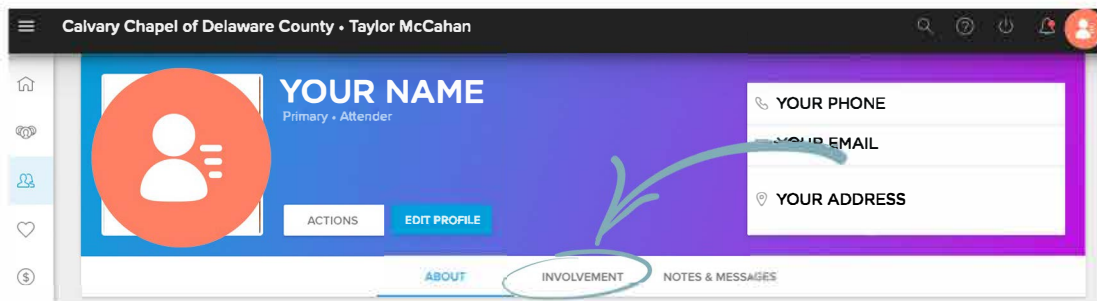 Calvary Chapel of Delaware County • Taylor McCahan
YOUR NAME
Primary • Attender
YOUR PHONE
YOUR EMAIL
YOUR ADDRESS
ACTIONS
EDIT PROFILE
ABOUT
INVOLVEMENT
NOTES & MESSAGES